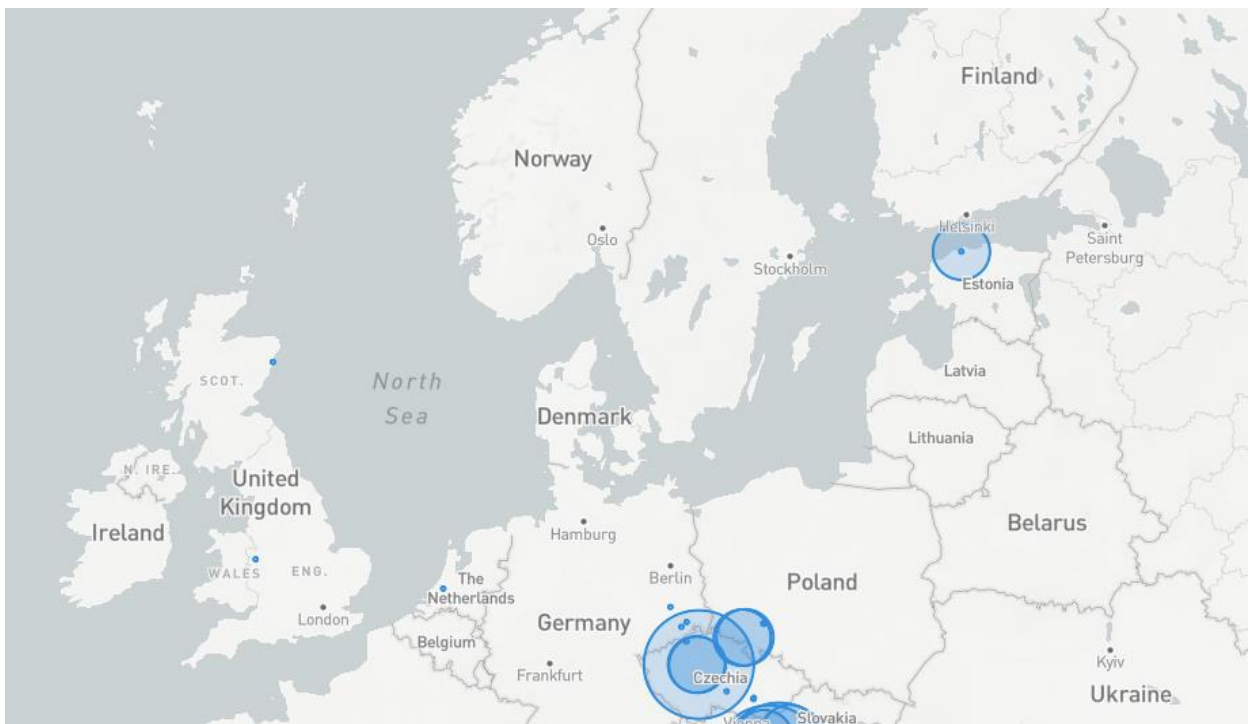 Finland
Norway
Helsinki
Oslo
Saint
Petersburg
Stockholm
Estonia
SCOT.
North
Sea
Latvia
Denmark
Lithuania
N. IRE.
United
Kingdom
Ireland
Hamburg
Belarus
WALES
ENG.
The
Netherlands
Berlin
Poland
London
Germany
Belgium
Frankfurt
Czechia
Kyiv
Ukraine
Vienna
Slovakia